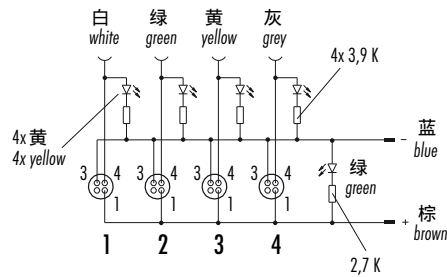 白 绿 黄 灰
white green yellow grey
4x 3,9 K
4x 黄
4x yellow
− 蓝
blue
3 4 3 4 3 4 3 4
绿
green
1 1 1 1
+ 棕
brown
1 2 3 4
2,7 K